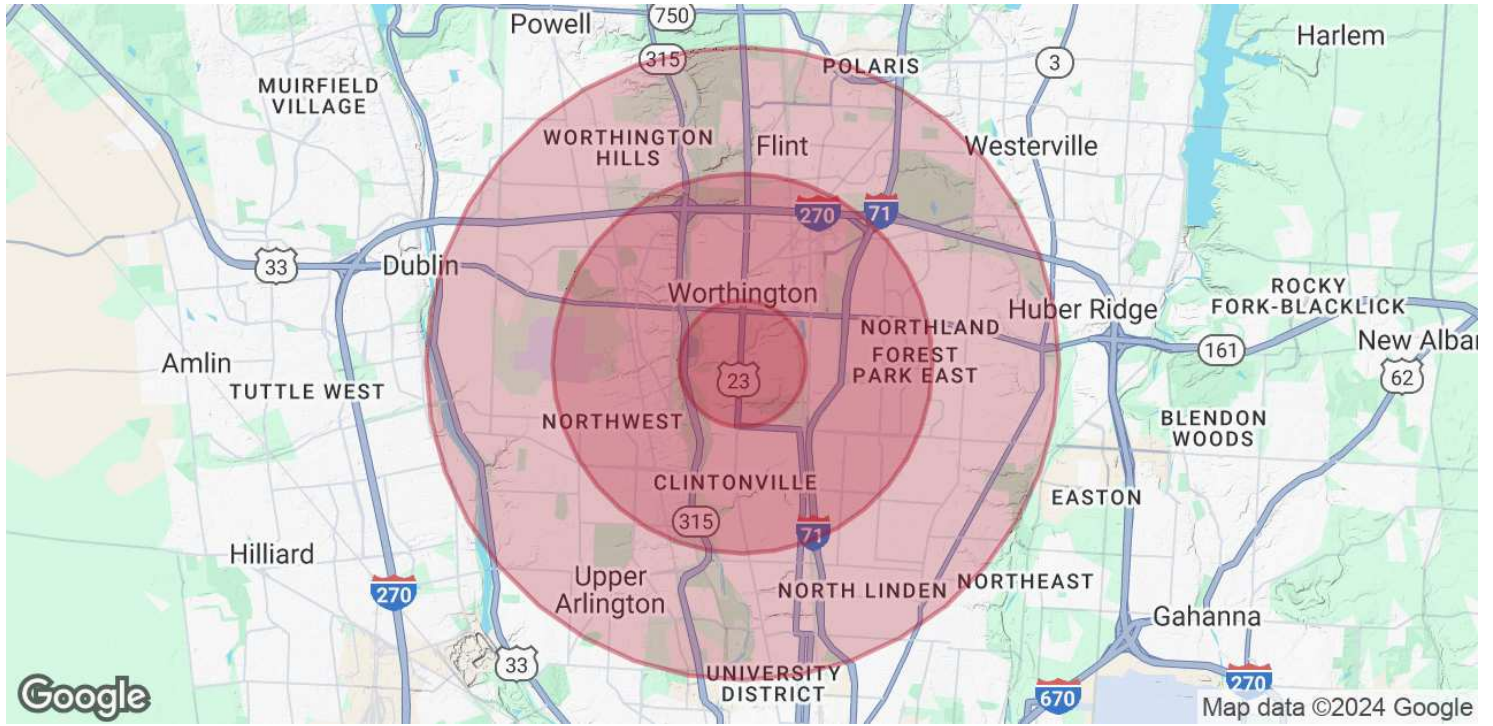 750
Powell
Harlem
315
POLARIS
3
MUIRFIELD
VILLAGE
WORTHINGTON
HILLS
Flint
Westerville
270
71
33
Dublin
Worthington
ROCKY
FORK-BLACKLICK
Huber Ridge
NORTHLAND
New Albar
FOREST
PARK EAST
161
Amlin
TUTTLE WEST
23
62
NORTHWEST
BLENDON
WOODS
CLINTONVILLE
EASTON
315
71
Hilliard
270
Upper
Arlington
NORTH LINDEN
NORTHEAST
Gahanna
33
UNIVERSITY
DISTRICT
670
270
Google
Map data ©2024 Google